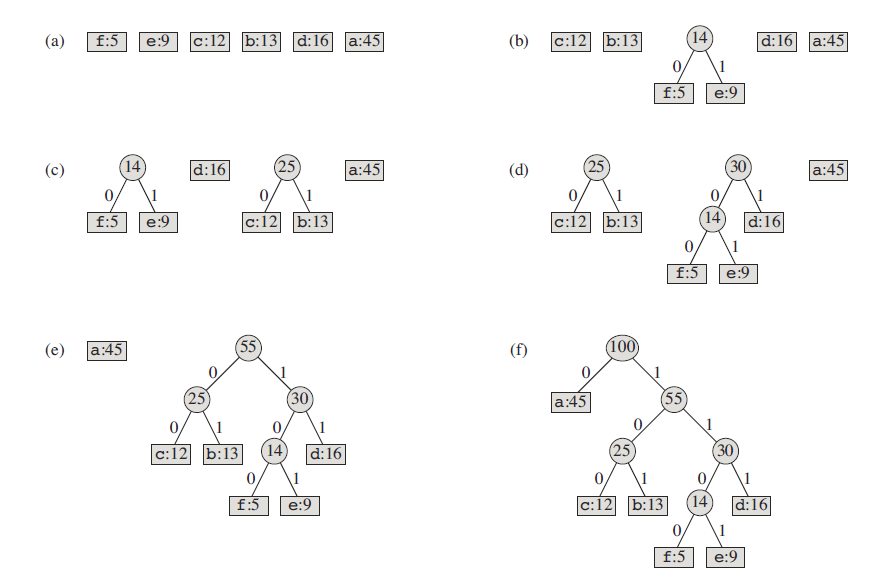 (a) f:5 e:9 c:12 b:13 d:16 a:45
(b) c:12 b:13 14 d:16 a:45
0 1
f:5 e:9
(c) 14 d:16 25 a:45
0 1 0 1
f:5 e:9 c:12 b:13
(d) 25 30 a:45
0 1 0 1
c:12 b:13 14 d:16
0 1
f:5 e:9
(e) a:45 55
0 1
25 30
0 1 0 1
c:12 b:13 14 d:16
0 1
f:5 e:9
(f) 100
0 1
a:45 55
0 1
25 30
0 1 0 1
c:12 b:13 14 d:16
0 1
f:5 e:9